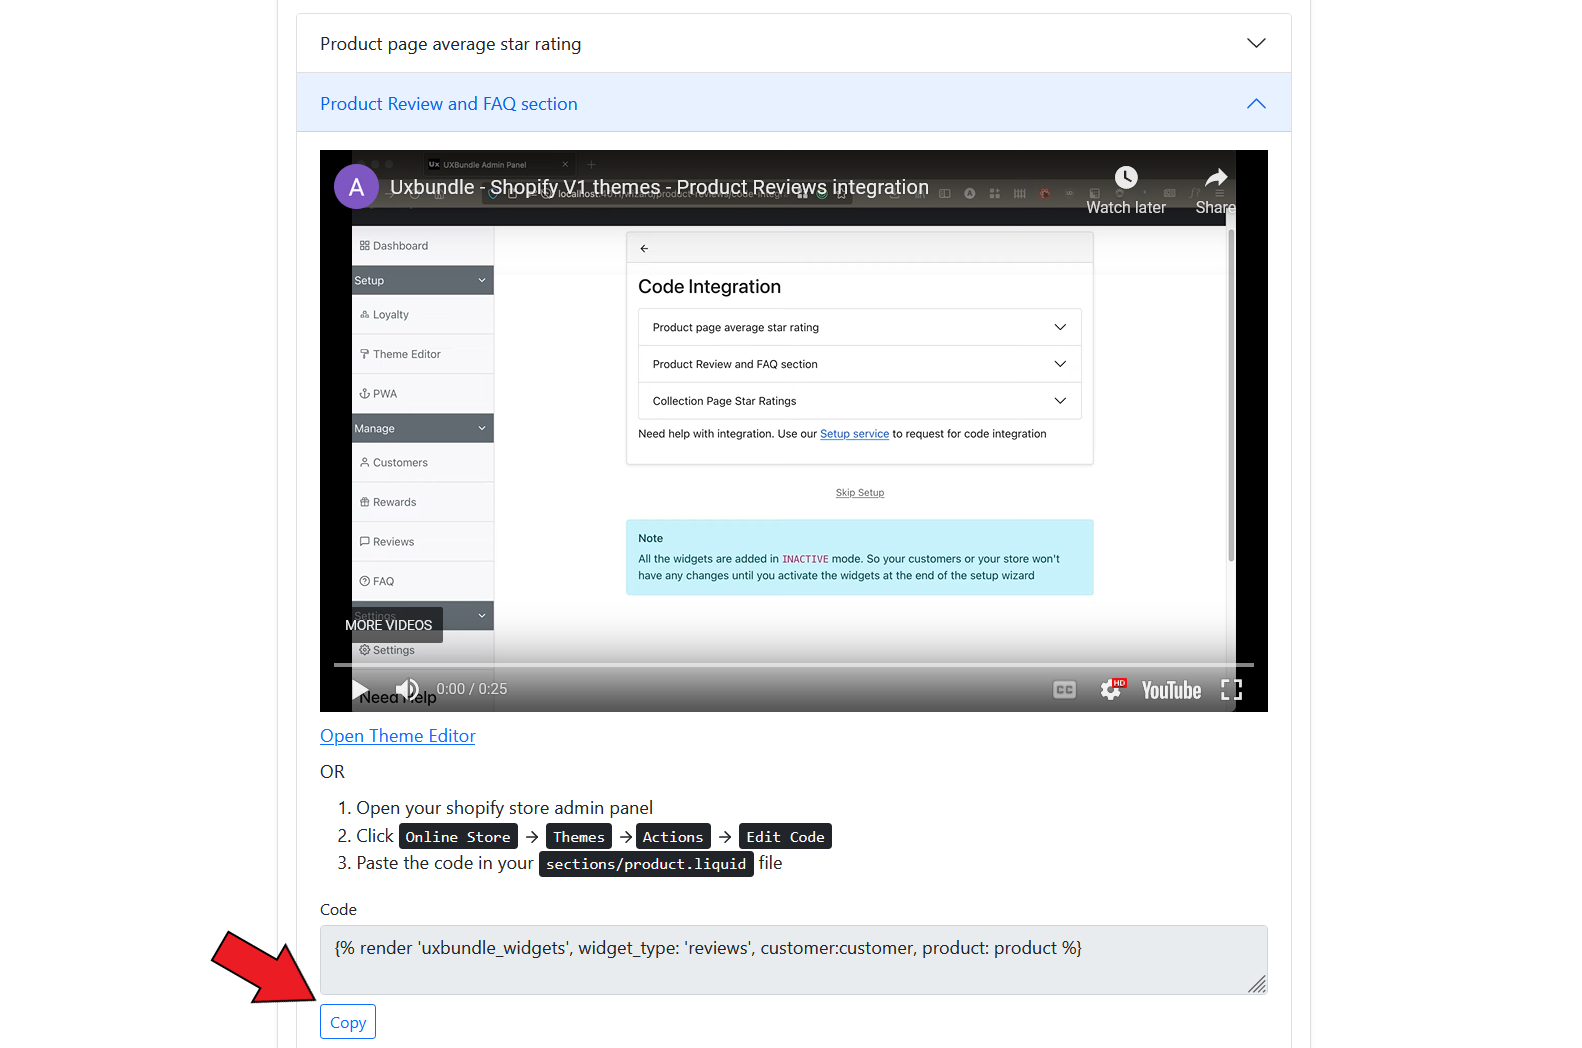 Product page average star rating
Product Review and FAQ section
UXBundle Admin Panel
A
Uxbundle - Shopify V1 themes - Product Reviews integration
Watch later
Share
Dashboard
Setup
Loyalty
Theme Editor
PWA
Manage
Customers
Rewards
Reviews
FAQ
Settings
MORE VIDEOS
Settings
Need Help
Code Integration
Product page average star rating
Product Review and FAQ section
Collection Page Star Ratings
Need help with integration. Use our Setup service to request for code integration
Skip Setup
Note
All the widgets are added in INACTIVE mode. So your customers or your store won't
have any changes until you activate the widgets at the end of the setup wizard
0:00 / 0:25
CC
HD
YouTube
Open Theme Editor
OR
1. Open your shopify store admin panel
2. Click Online Store → Themes → Actions → Edit Code
3. Paste the code in your sections/product.liquid file
Code
{% render 'uxbundle_widgets', widget_type: 'reviews', customer:customer, product: product %}
Copy